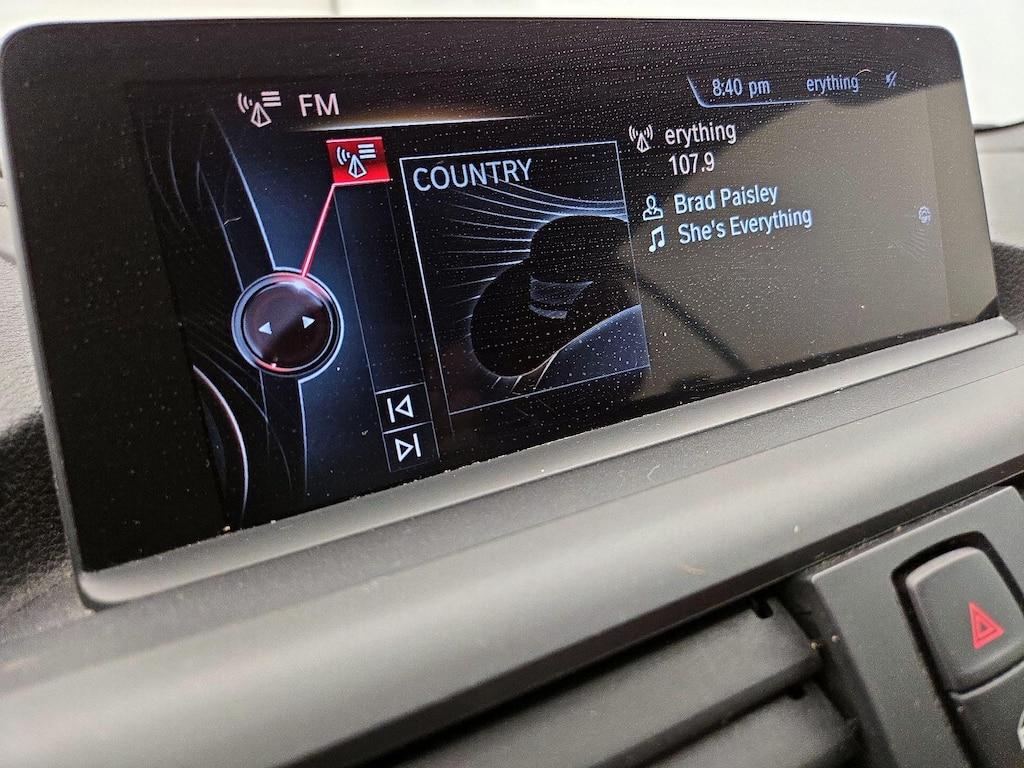 FM
8:40 pm erything
COUNTRY
erything
107.9
Brad Paisley
She's Everything